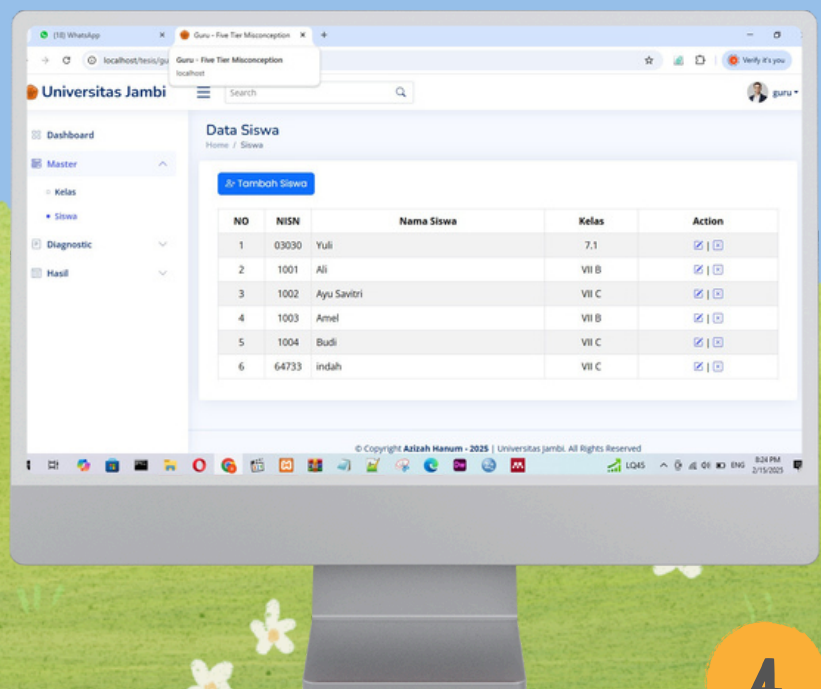 (18) WhatsApp
Guru - Five Tier Misconception
localhost/tesis/gu
Guru - Five Tier Misconception
localhost
Verify it's you
Universitas Jambi
Search
guru
Dashboard
Master
Kelas
Siswa
Diagnostic
Hasil
Data Siswa
Home / Siswa
Tambah Siswa
NO NISN Nama Siswa Kelas Action
1 03030 Yuli 7.1 |
2 1001 Ali VII B |
3 1002 Ayu Savitri VII C |
4 1003 Amel VII B |
5 1004 Budi VII C |
6 64733 indah VII C |
© Copyright Azizah Hanum - 2025 | Universitas Jambi. All Rights Reserved
LQ45 ENG 8:24 PM
2/15/2025
4